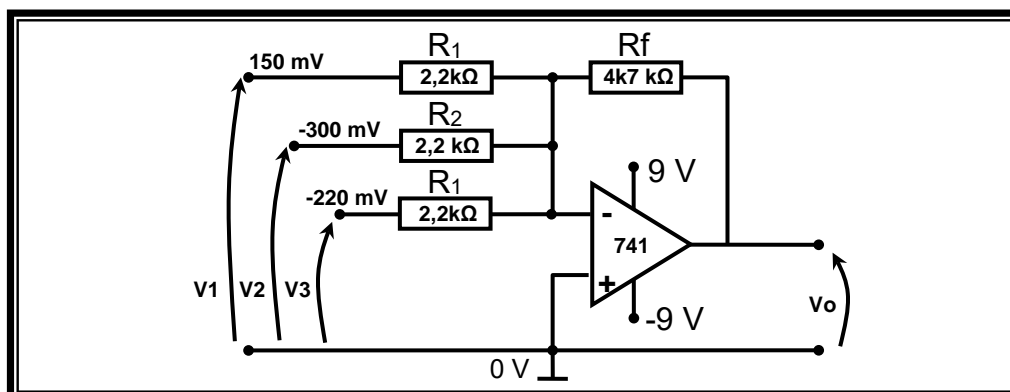 R1 Rf
150 mV 2,2kΩ 4k7 kΩ
R2
-300 mV 2,2 kΩ
R1
-220 mV 2,2kΩ 9 V
-
741
+
V1 V2 V3 -9 V Vo
0 V